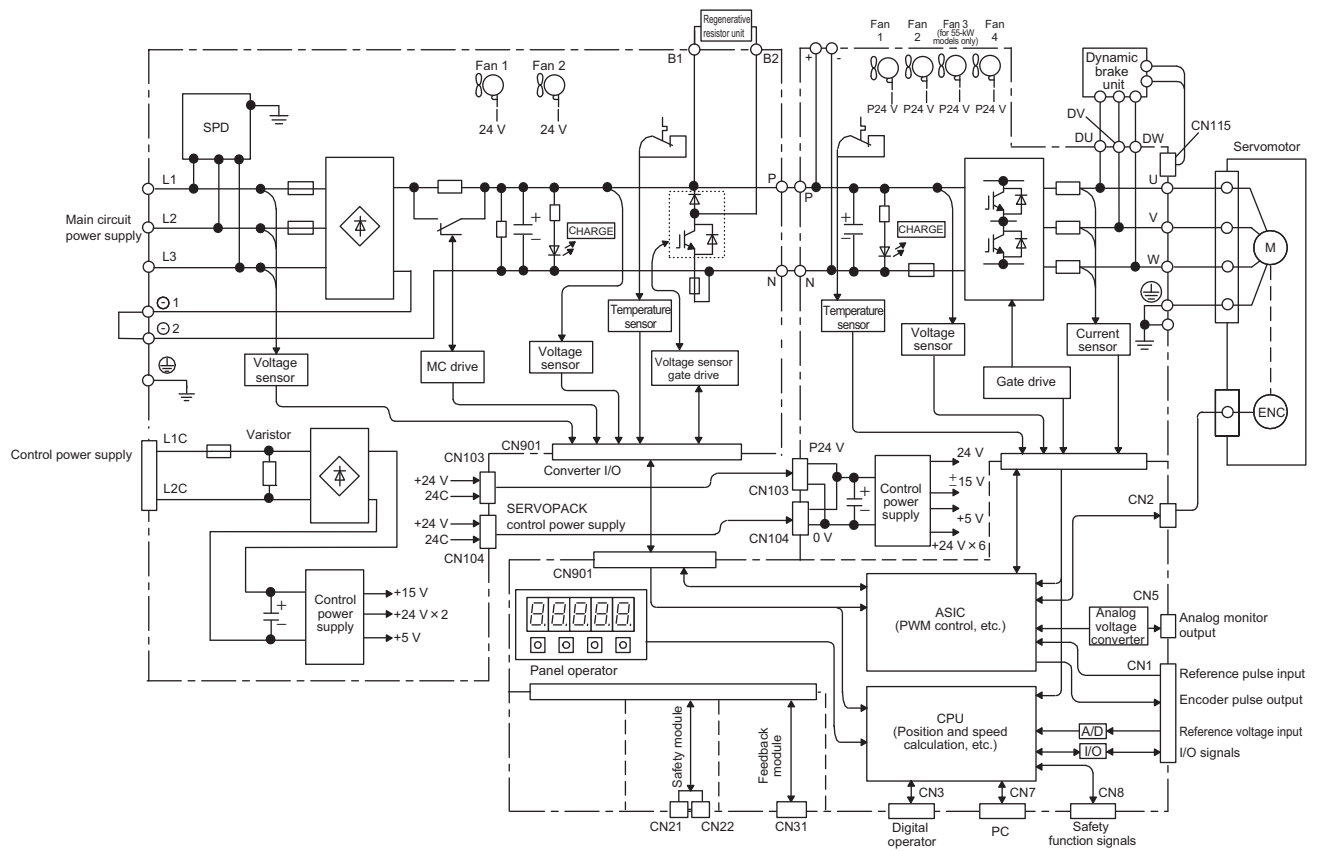 Regenerative
resistor unit
B1
B2
Fan 1
Fan 2
24 V
24 V
Fan
1
Fan
2
Fan 3
(for 55-kW
models only)
Fan
4
P24 V
P24 V
P24 V
P24 V
+
-
Dynamic
brake
unit
DV
DU
DW
CN115
Servomotor
SPD
L1
L2
L3
Main circuit
power supply
⊖ 1
⊖ 2
+
−
CHARGE
P
N
P
N
+
−
CHARGE
U
V
W
M
ENC
Voltage
sensor
MC drive
Voltage
sensor
Temperature
sensor
Voltage sensor
gate drive
Temperature
sensor
Voltage
sensor
Gate drive
Current
sensor
Control power supply
L1C
L2C
Varistor
CN901
Converter I/O
CN103
+24 V
24C
SERVOPACK
control power supply
+24 V
24C
CN104
P24 V
CN103
CN104
0 V
+
−
Control
power
supply
24 V
±15 V
+5 V
+24 V×6
CN2
+
−
Control
power
supply
+15 V
+24 V×2
+5 V
CN901
8.8.8.8.8.
Panel operator
ASIC
(PWM control, etc.)
CPU
(Position and speed
calculation, etc.)
Analog
voltage
converter
CN5
Analog monitor
output
CN1
Reference pulse input
Encoder pulse output
A/D
Reference voltage input
I/O
I/O signals
Safety module
Feedback
module
CN21
CN22
CN31
CN3
Digital
operator
CN7
PC
CN8
Safety
function signals